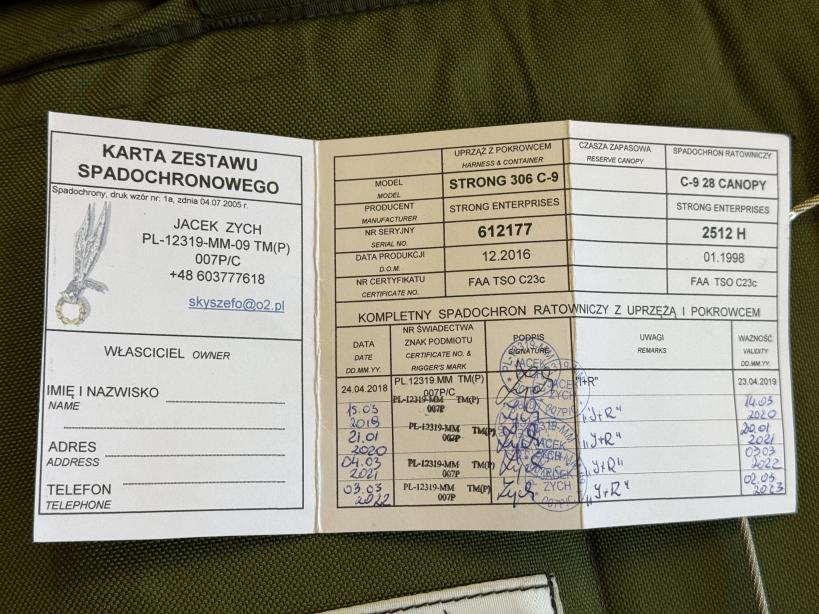 KARTA ZESTAWU
SPADOCHRONOWEGO
Spadochrony, druk wzór nr: 1a, zdnia 04.07.2005 r.
JACEK ZYCH
PL-12319-MM-09 TM(P)
007P/C
+48 603777618
skyszefo@o2.pl
WŁAŚCICIEL OWNER
IMIĘ I NAZWISKO
NAME
ADRES
ADDRESS
TELEFON
TELEPHONE
UPRZĄŻ Z POKROWCEM
HARNESS & CONTAINER
CZASZA ZAPASOWA
RESERVE CANOPY
SPADOCHRON RATOWNICZY
MODEL
MODEL
STRONG 306 C-9
C-9 28 CANOPY
PRODUCENT
MANUFACTURER
STRONG ENTERPRISES
STRONG ENTERPRISES
NR SERYJNY
SERIAL NO.
612177
2512 H
DATA PRODUKCJI
D.O.M.
12.2016
01.1998
NR CERTYFIKATU
CERTIFICATE NO.
FAA TSO C23c
FAA TSO C23c
KOMPLETNY SPADOCHRON RATOWNICZY Z UPRZĘŻĄ I POKROWCEM
DATA
DATE
DD.MM.YY.
NR ŚWIADECTWA
ZNAK PODMIOTU
CERTIFICATE NO. &
RIGGER'S MARK
PODPIS
SIGNATURE
UWAGI
REMARKS
WAŻNOŚĆ
VALIDITY
DD.MM.YY.
24.04.2018
PL.12319.MM TM(P)
007P/C
"I+R"
23.04.2019
15.03
2019
PL-12319-MM TM(P)
007P
„I+R"
14.03
2020
21.01
2020
PL-12319-MM TM(P)
007P
„I+R"
20.01
2021
04.03
2021
PL-12319-MM TM(P)
007P
„I+R"
03.03
2022
03.03
2022
PL-12319-MM TM(P)
007P
„I+R"
02.03
2023